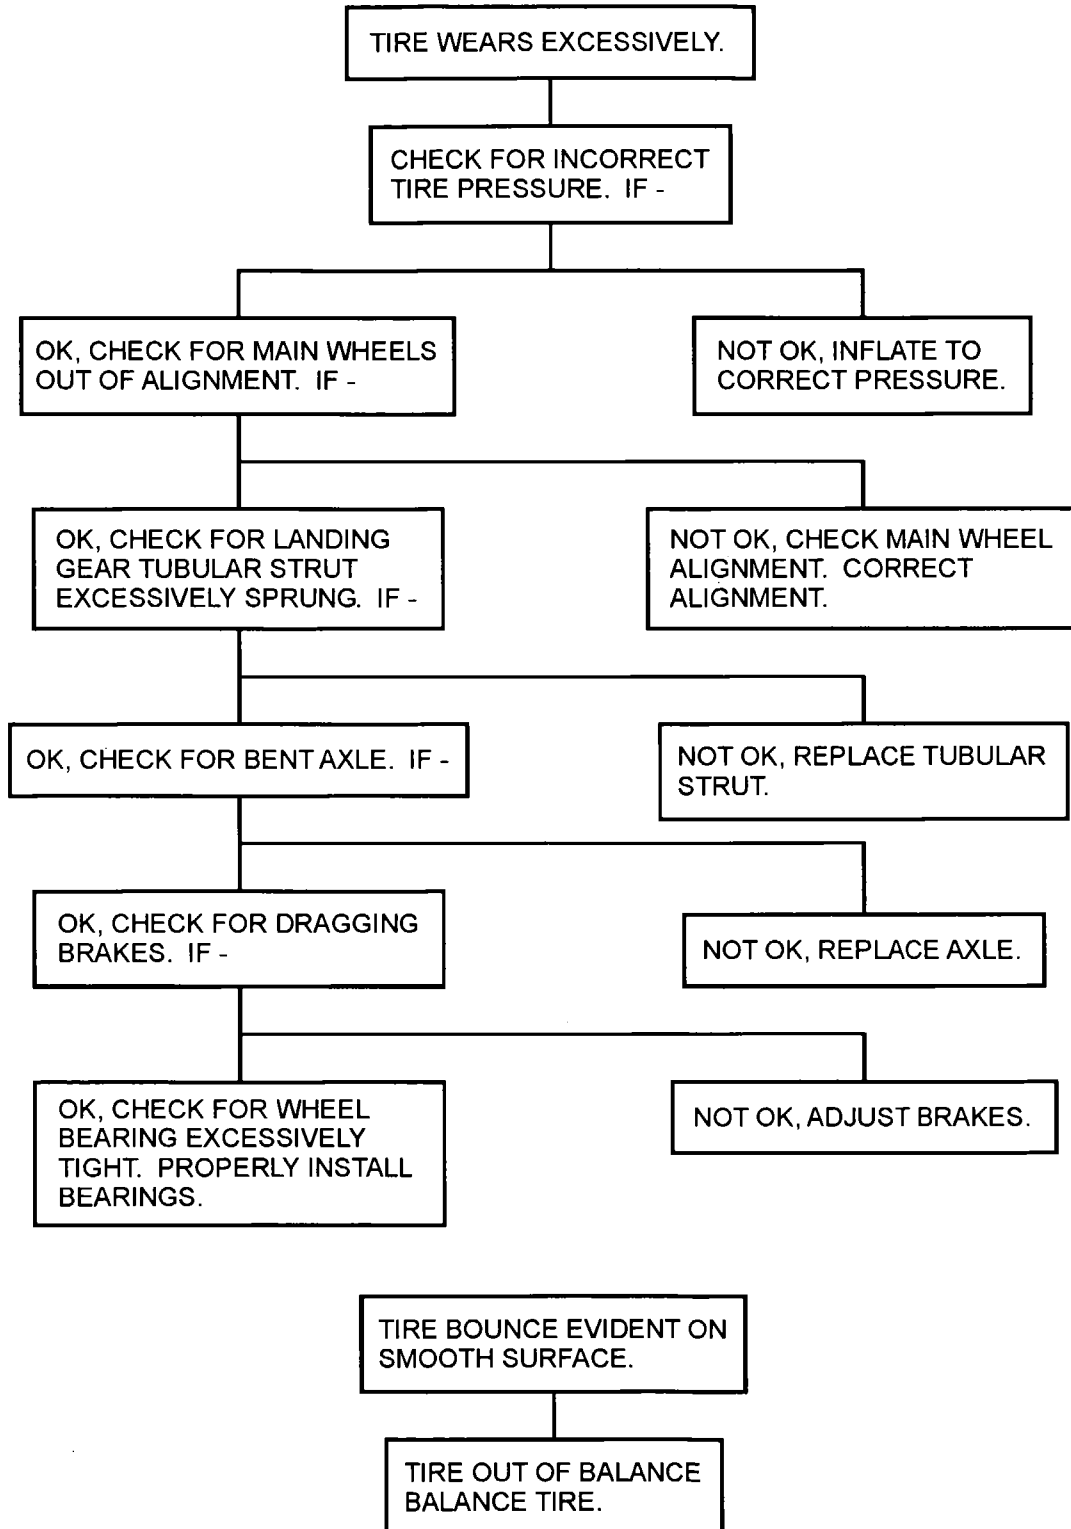 TIRE WEARS EXCESSIVELY.
CHECK FOR INCORRECT
TIRE PRESSURE. IF -
OK, CHECK FOR MAIN WHEELS
OUT OF ALIGNMENT. IF -
NOT OK, INFLATE TO
CORRECT PRESSURE.
OK, CHECK FOR LANDING
GEAR TUBULAR STRUT
EXCESSIVELY SPRUNG. IF -
NOT OK, CHECK MAIN WHEEL
ALIGNMENT. CORRECT
ALIGNMENT.
OK, CHECK FOR BENT AXLE. IF -
NOT OK, REPLACE TUBULAR
STRUT.
OK, CHECK FOR DRAGGING
BRAKES. IF -
NOT OK, REPLACE AXLE.
OK, CHECK FOR WHEEL
BEARING EXCESSIVELY
TIGHT. PROPERLY INSTALL
BEARINGS.
NOT OK, ADJUST BRAKES.
TIRE BOUNCE EVIDENT ON
SMOOTH SURFACE.
TIRE OUT OF BALANCE
BALANCE TIRE.